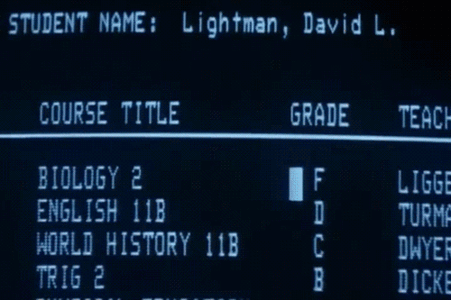 STUDENT NAME: Lightman, David L.
COURSE TITLE GRADE TEACH
BIOLOGY 2 F LIGGE
ENGLISH 11B D TURMA
WORLD HISTORY 11B C DWYER
TRIG 2 B DICKE